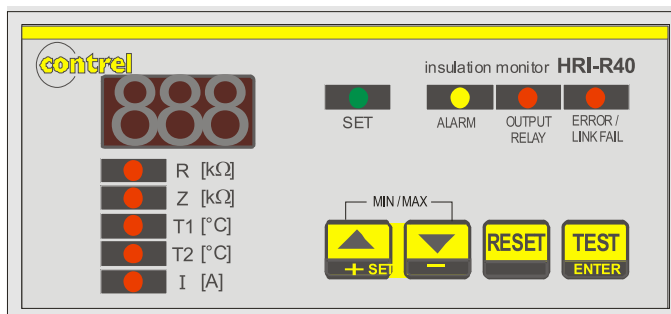 contrel
insulation monitor HRI-R40
888
SET
ALARM
OUTPUT
RELAY
ERROR /
LINK FAIL
R [kΩ]
Z [kΩ]
T1 [°C]
T2 [°C]
I [A]
MIN / MAX
+ SET
−
RESET
TEST
ENTER